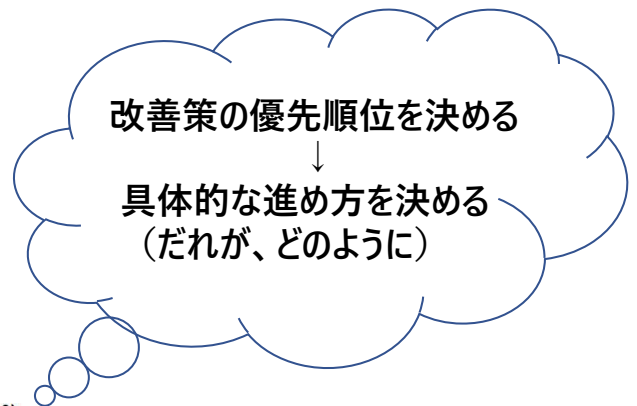 改善策の優先順位を決める
↓
具体的な進め方を決める
（だれが、どのように）